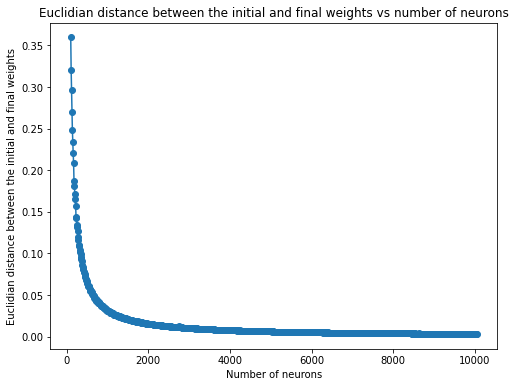 Euclidian distance between the initial and final weights vs number of neurons
Euclidian distance between the initial and final weights
0.35
0.30
0.25
0.20
0.15
0.10
0.05
0.00
0 2000 4000 6000 8000 10000
Number of neurons